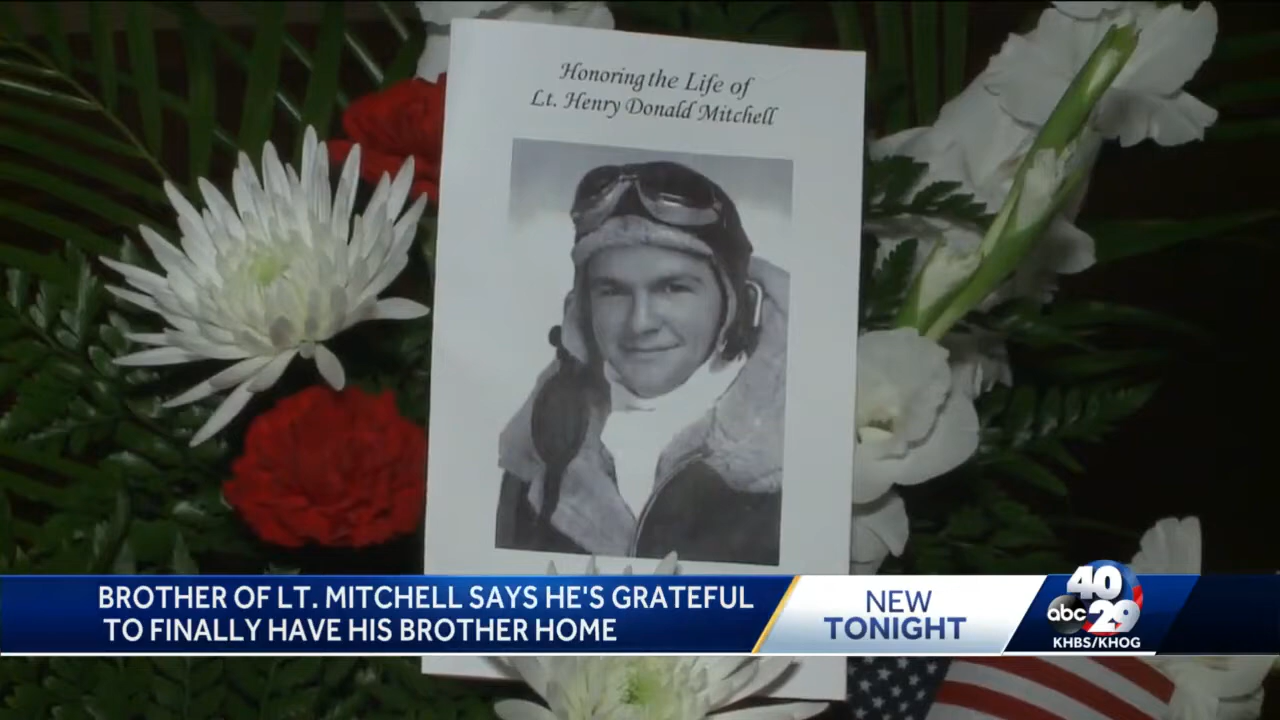 Honoring the Life of
Lt. Henry Donald Mitchell
BROTHER OF LT. MITCHELL SAYS HE'S GRATEFUL
TO FINALLY HAVE HIS BROTHER HOME
NEW
TONIGHT
40
abc 29
KHBS/KHOG